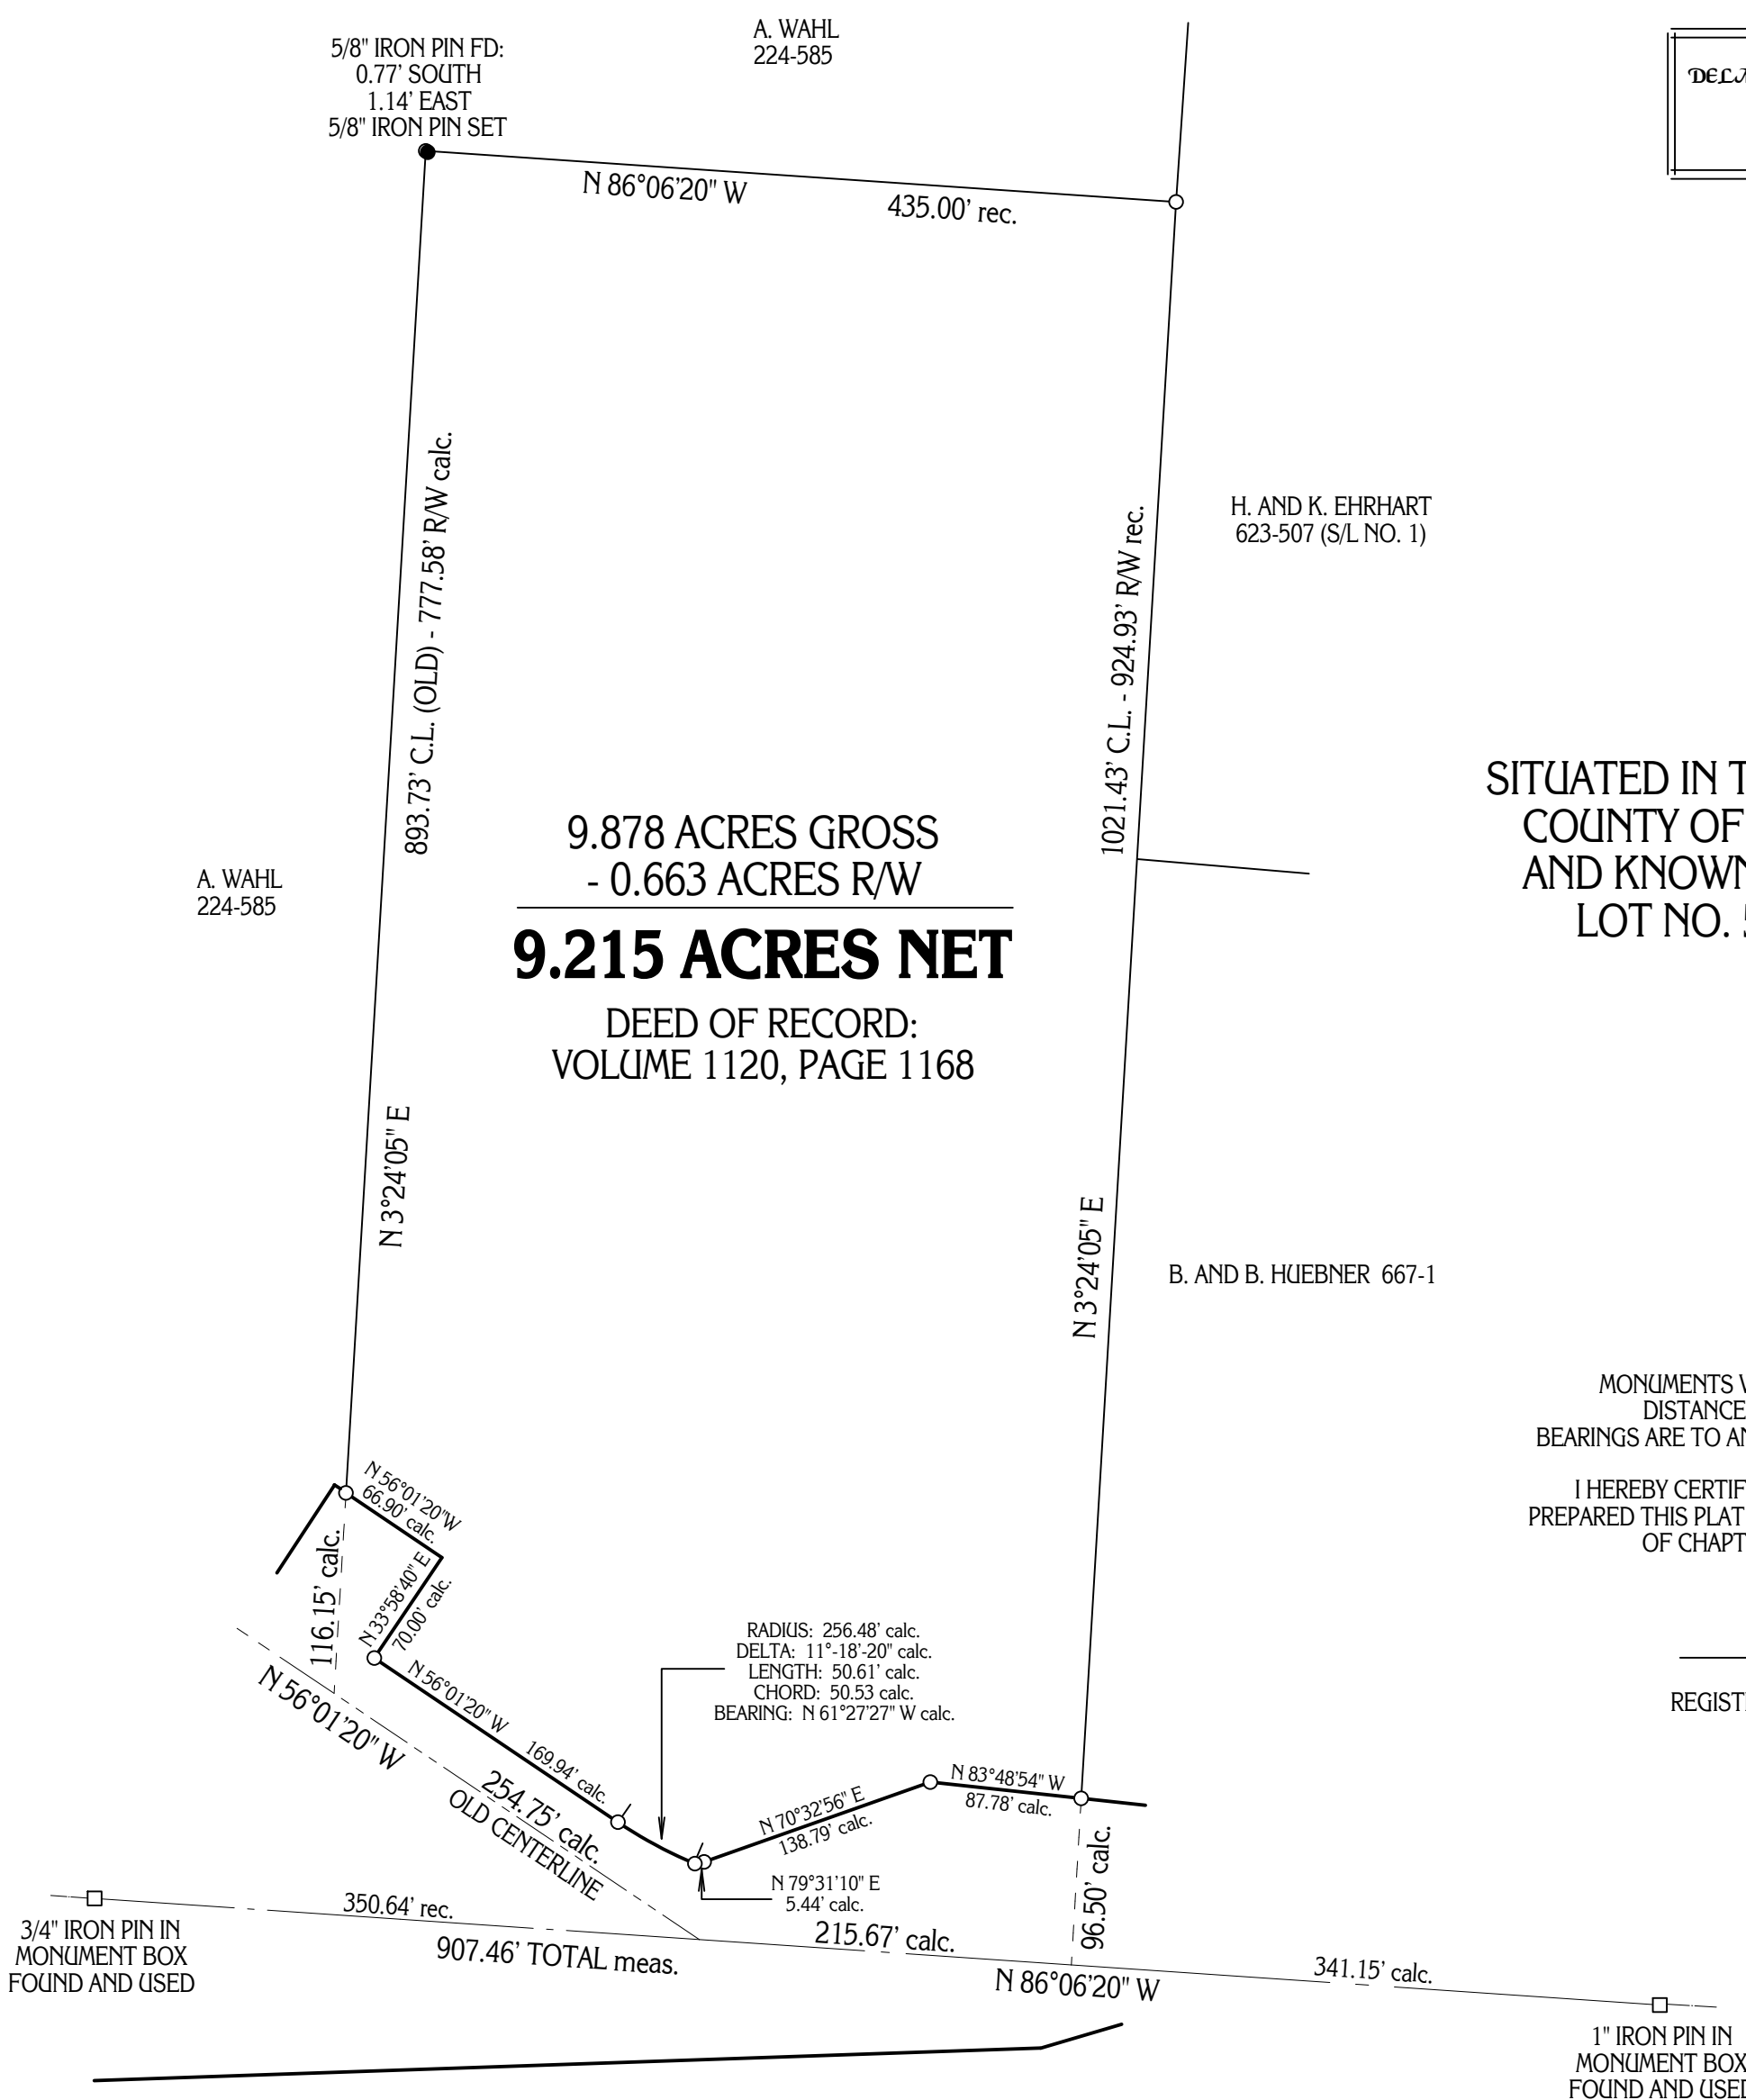 A. WAHL
224-585
5/8" IRON PIN FD:
0.77' SOUTH
1.14' EAST
5/8" IRON PIN SET
N 86°06'20" W
435.00' rec.
893.73' C.L. (OLD) - 777.58' R/W calc.
N 3°24'05" E
1021.43' C.L. - 924.93' R/W rec.
N 3°24'05" E
H. AND K. EHRHART
623-507 (S/L NO. 1)
A. WAHL
224-585
9.878 ACRES GROSS
- 0.663 ACRES R/W
9.215 ACRES NET
DEED OF RECORD:
VOLUME 1120, PAGE 1168
SITUATED IN
COUNTY OF
AND
LOT NO.
B. AND B. HUEBNER 667-1
MONUMENTS
BEARINGS ARE TO
I HEREBY
PREPARED THIS PLAT
OF
N 56°01'20"W
66.90' calc.
116.15' calc.
N 33°58'40" E
70.00' calc.
N 56°01'20" W
169.94' calc.
N 56°01'20" W
254.75' calc.
OLD CENTERLINE
RADIUS: 256.48' calc.
DELTA: 11°-18'-20" calc.
LENGTH: 50.61' calc.
CHORD: 50.53 calc.
BEARING: N 61°27'27" W calc.
N 70°32'56" E
138.79' calc.
N 83°48'54" W
87.78' calc.
N 79°31'10" E
5.44' calc.
96.50' calc.
350.64' rec.
215.67' calc.
907.46' TOTAL meas.
N 86°06'20" W
341.15' calc.
3/4" IRON PIN IN
MONUMENT BOX
FOUND AND USED
1" IRON PIN IN
MONUMENT BOX
FOUND AND USED